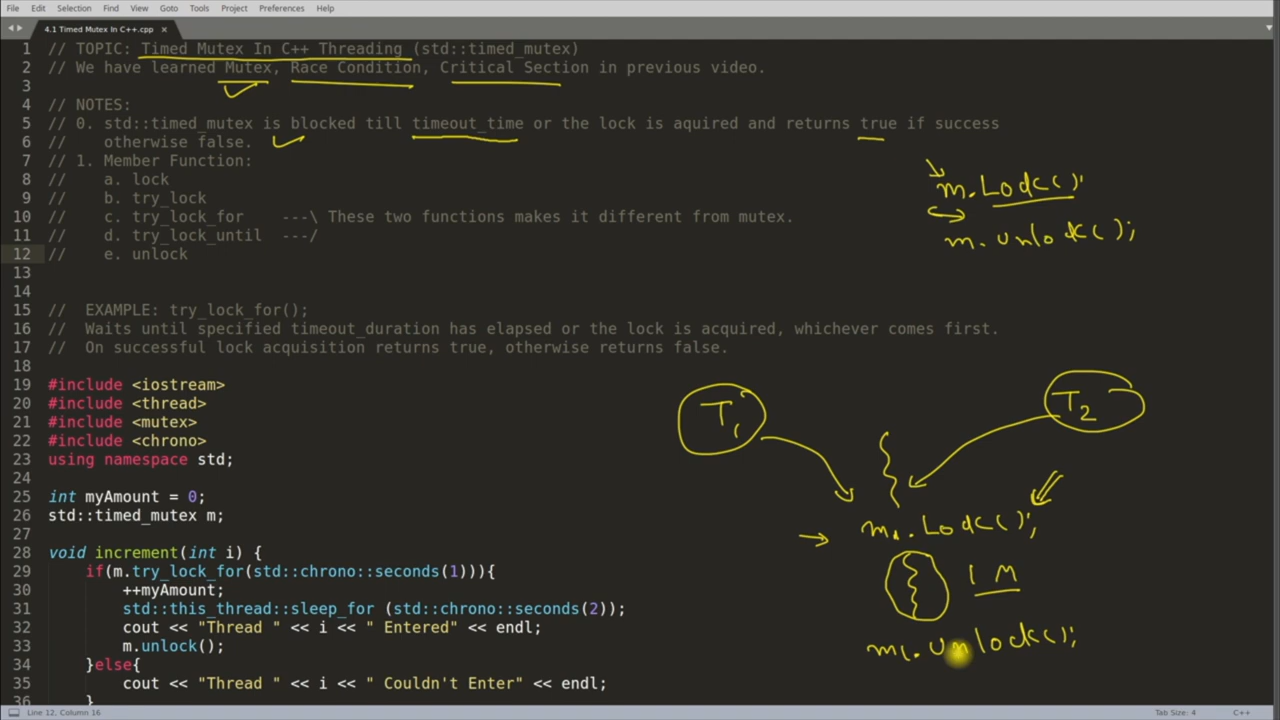 File Edit Selection Find View Goto Tools Project Preferences Help
4.1 Timed Mutex In C++.cpp ×
1 // TOPIC: Timed Mutex In C++ Threading (std::timed_mutex)
2 // We have learned Mutex, Race Condition, Critical Section in previous video.
3
4 // NOTES:
5 // 0. std::timed_mutex is blocked till timeout_time or the lock is aquired and returns true if success
6 // otherwise false.
7 // 1. Member Function:
8 // a. lock
9 // b. try_lock
10 // c. try_lock_for ---\ These two functions makes it different from mutex.
11 // d. try_lock_until ---/
12 // e. unlock
13
14
15 // EXAMPLE: try_lock_for();
16 // Waits until specified timeout_duration has elapsed or the lock is acquired, whichever comes first.
17 // On successful lock acquisition returns true, otherwise returns false.
18
19 #include <iostream>
20 #include <thread>
21 #include <mutex>
22 #include <chrono>
23 using namespace std;
24
25 int myAmount = 0;
26 std::timed_mutex m;
27
28 void increment(int i) {
29 if(m.try_lock_for(std::chrono::seconds(1))){
30 ++myAmount;
31 std::this_thread::sleep_for (std::chrono::seconds(2));
32 cout << "Thread " << i << " Entered" << endl;
33 m.unlock();
34 }else{
35 cout << "Thread " << i << " Couldn't Enter" << endl;
36 }
m.Lock();
m.unlock();
T1
T2
m1.Lock();
1 M
m1.Unlock();
Line 12, Column 16
Tab Size: 4 C++